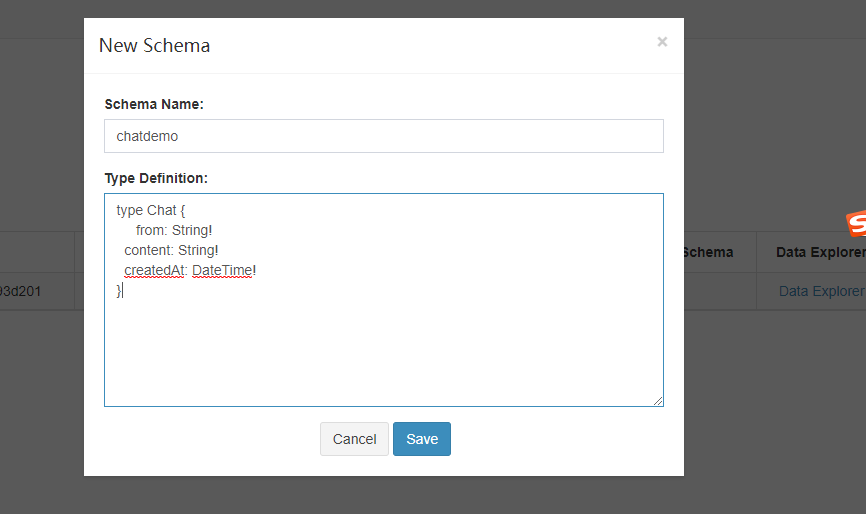 New Schema
×
Schema Name:
chatdemo
Type Definition:
type Chat {
from: String!
content: String!
createdAt: DateTime!
}
Schema
Data Explorer
93d201
Data Explorer
Cancel
Save